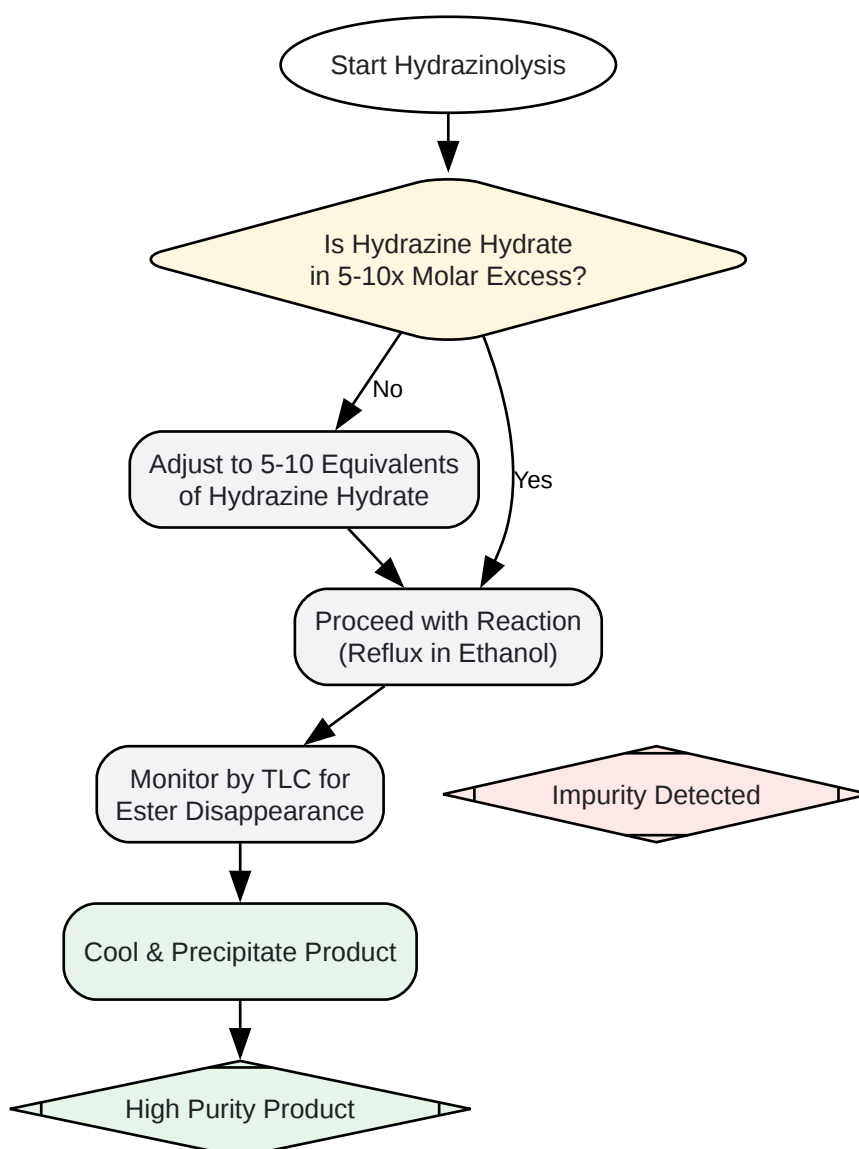 Start Hydrazinolysis
Is Hydrazine Hydrate
in 5-10x Molar Excess?
No
Adjust to 5-10 Equivalents
of Hydrazine Hydrate
Yes
Proceed with Reaction
(Reflux in Ethanol)
Monitor by TLC for
Ester Disappearance
Impurity Detected
Cool & Precipitate Product
High Purity Product